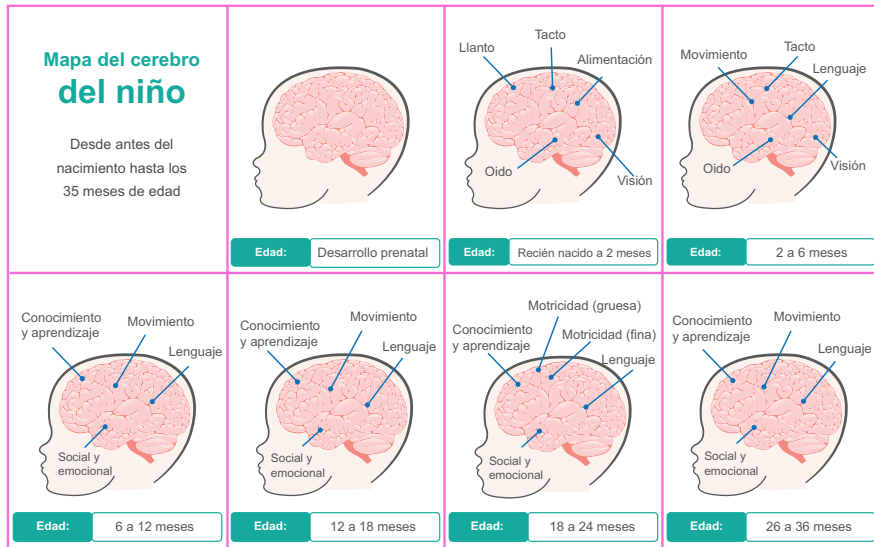 Mapa del cerebro
del niño
Desde antes del
nacimiento hasta los
35 meses de edad
Edad: Desarrollo prenatal
Llanto
Tacto
Alimentación
Oido
Visión
Edad: Recién nacido a 2 meses
Movimiento
Tacto
Lenguaje
Oido
Visión
Edad: 2 a 6 meses
Conocimiento
y aprendizaje
Movimiento
Lenguaje
Social y
emocional
Edad: 6 a 12 meses
Conocimiento
y aprendizaje
Movimiento
Lenguaje
Social y
emocional
Edad: 12 a 18 meses
Motricidad (gruesa)
Conocimiento
y aprendizaje
Motricidad (fina)
Lenguaje
Social y
emocional
Edad: 18 a 24 meses
Conocimiento
y aprendizaje
Movimiento
Lenguaje
Social y
emocional
Edad: 26 a 36 meses